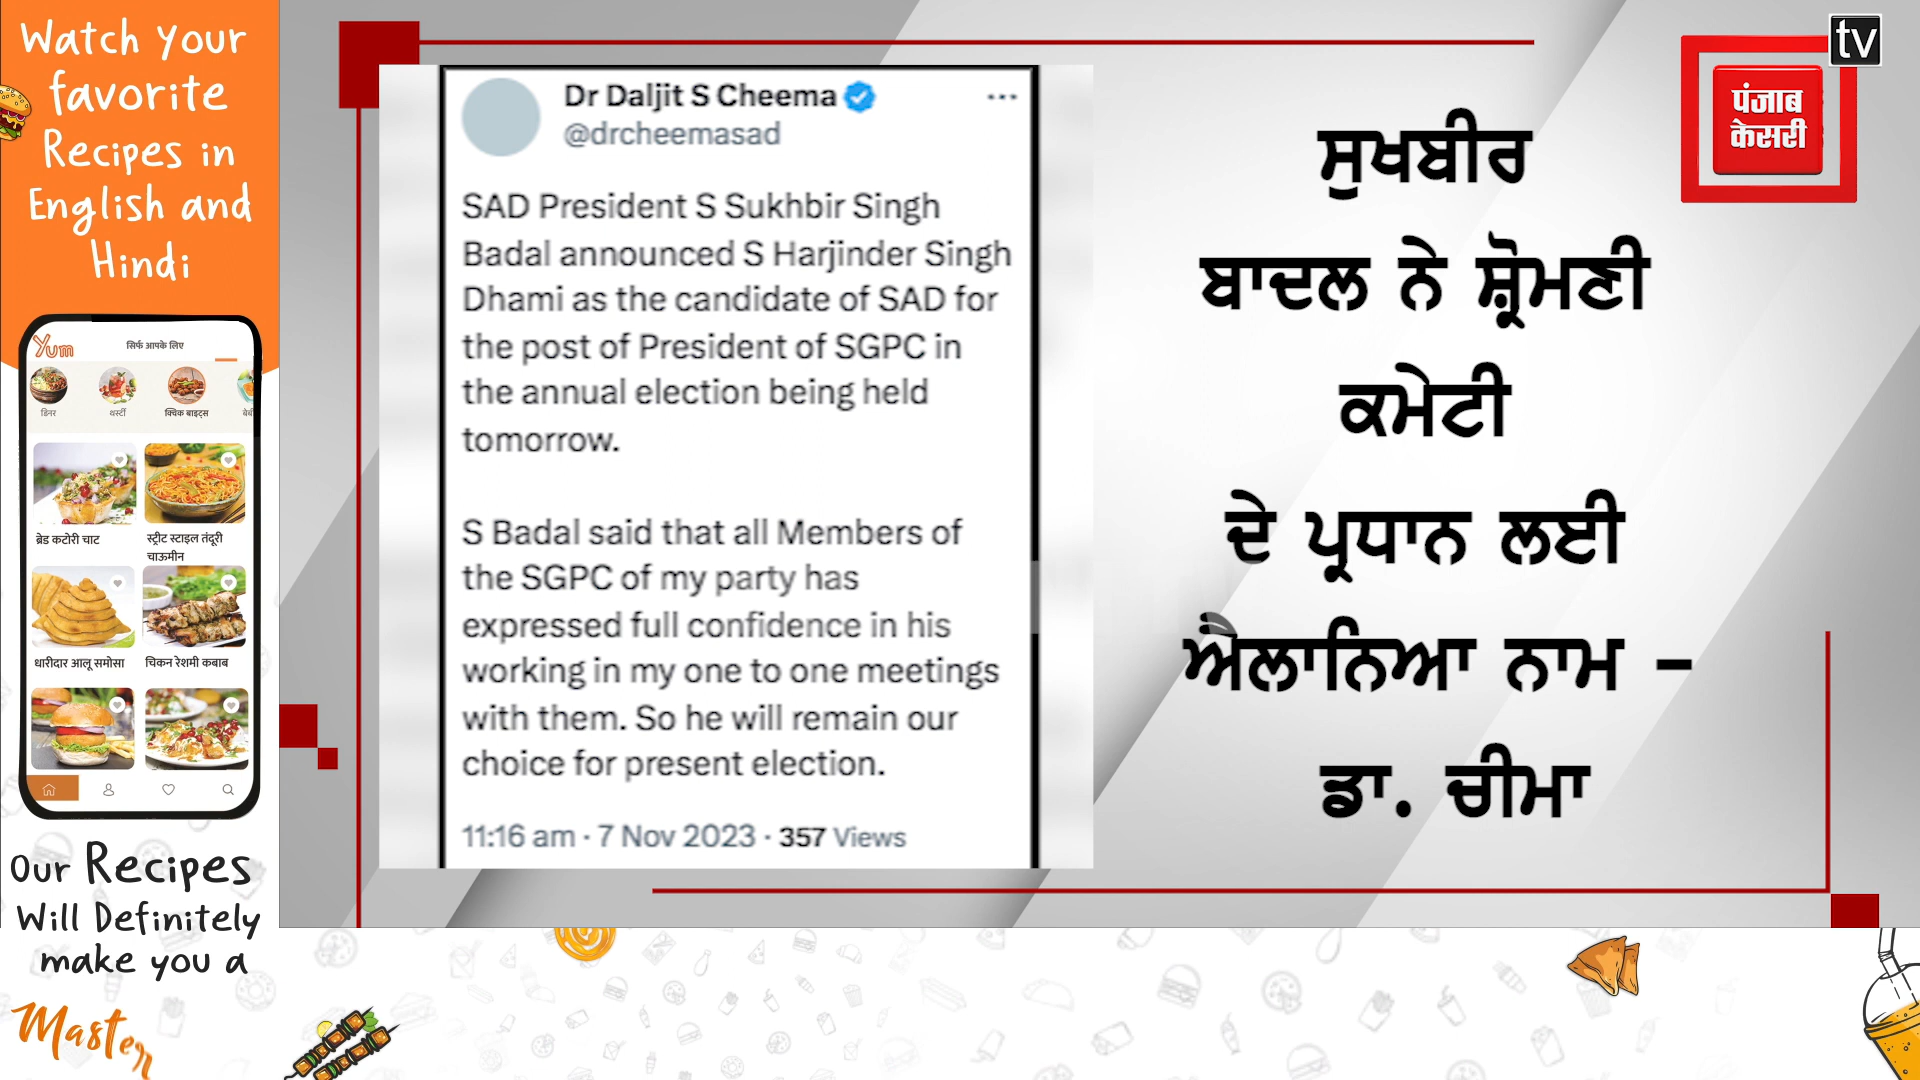 Watch your
favorite
Recipes in
English and
Hindi
Yum
सिर्फ आपके लिए
डिनर
थर्स्टी
क्विक बाइट्स
ब्रेड कटोरी चाट
स्ट्रीट स्टाइल तंदूरी
चाऊमीन
धारीदार आलू समोसा
चिकन रेशमी कबाब
Our Recipes
Will Definitely
make you a
Master
Dr Daljit S Cheema
@drcheemasad
SAD President S Sukhbir Singh
Badal announced S Harjinder Singh
Dhami as the candidate of SAD for
the post of President of SGPC in
the annual election being held
tomorrow.
S Badal said that all Members of
the SGPC of my party has
expressed full confidence in his
working in my one to one meetings
with them. So he will remain our
choice for present election.
11:16 am · 7 Nov 2023 · 357 Views
ਸੁਖਬੀਰ
ਬਾਦਲ ਨੇ ਸ਼੍ਰੋਮਣੀ
ਕਮੇਟੀ
ਦੇ ਪ੍ਰਧਾਨ ਲਈ
ਐਲਾਨਿਆ ਨਾਮ –
ਡਾ. ਚੀਮਾ
tv
पंजाब
केसरी